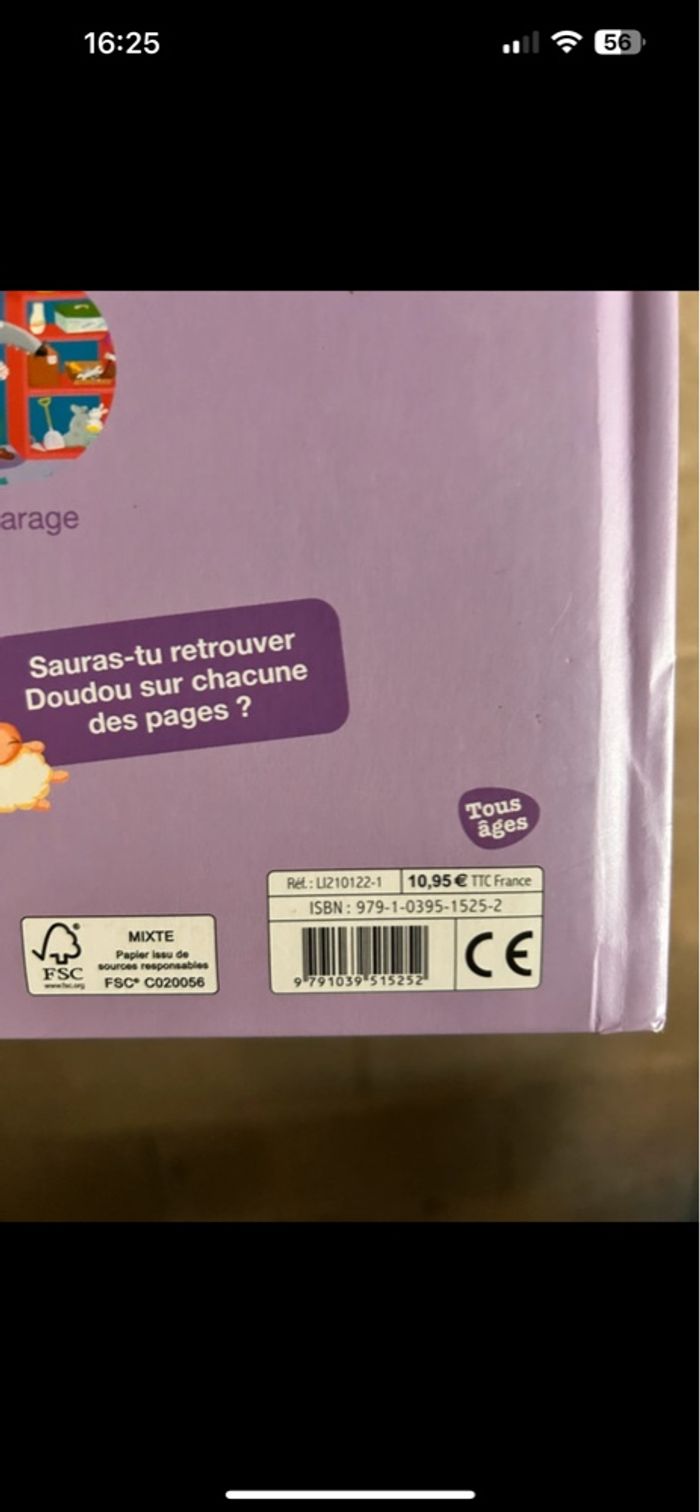 16:25
56
arage
Sauras-tu retrouver
Doudou sur chacune
des pages ?
Tous
âges
Réf. : LI210122-1
10,95 € TTC France
ISBN : 979-1-0395-1525-2
9 791039 515252
CE
FSC
www.fsc.org
MIXTE
Papier issu de
sources responsables
FSC® C020056